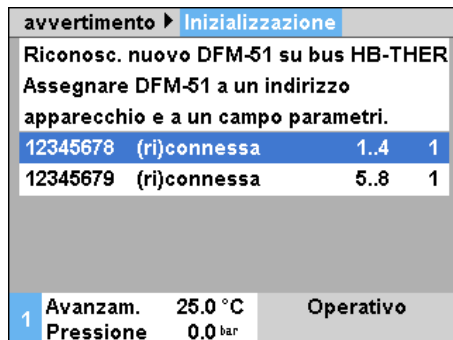 avvertimento ▶ Inizializzazione
Riconosc. nuovo DFM-51 su bus HB-THER
Assegnare DFM-51 a un indirizzo
apparecchio e a un campo parametri.
12345678 (ri)connessa 1..4 1
12345679 (ri)connessa 5..8 1
1 Avanzam. 25.0 °C Operativo
Pressione 0.0 bar